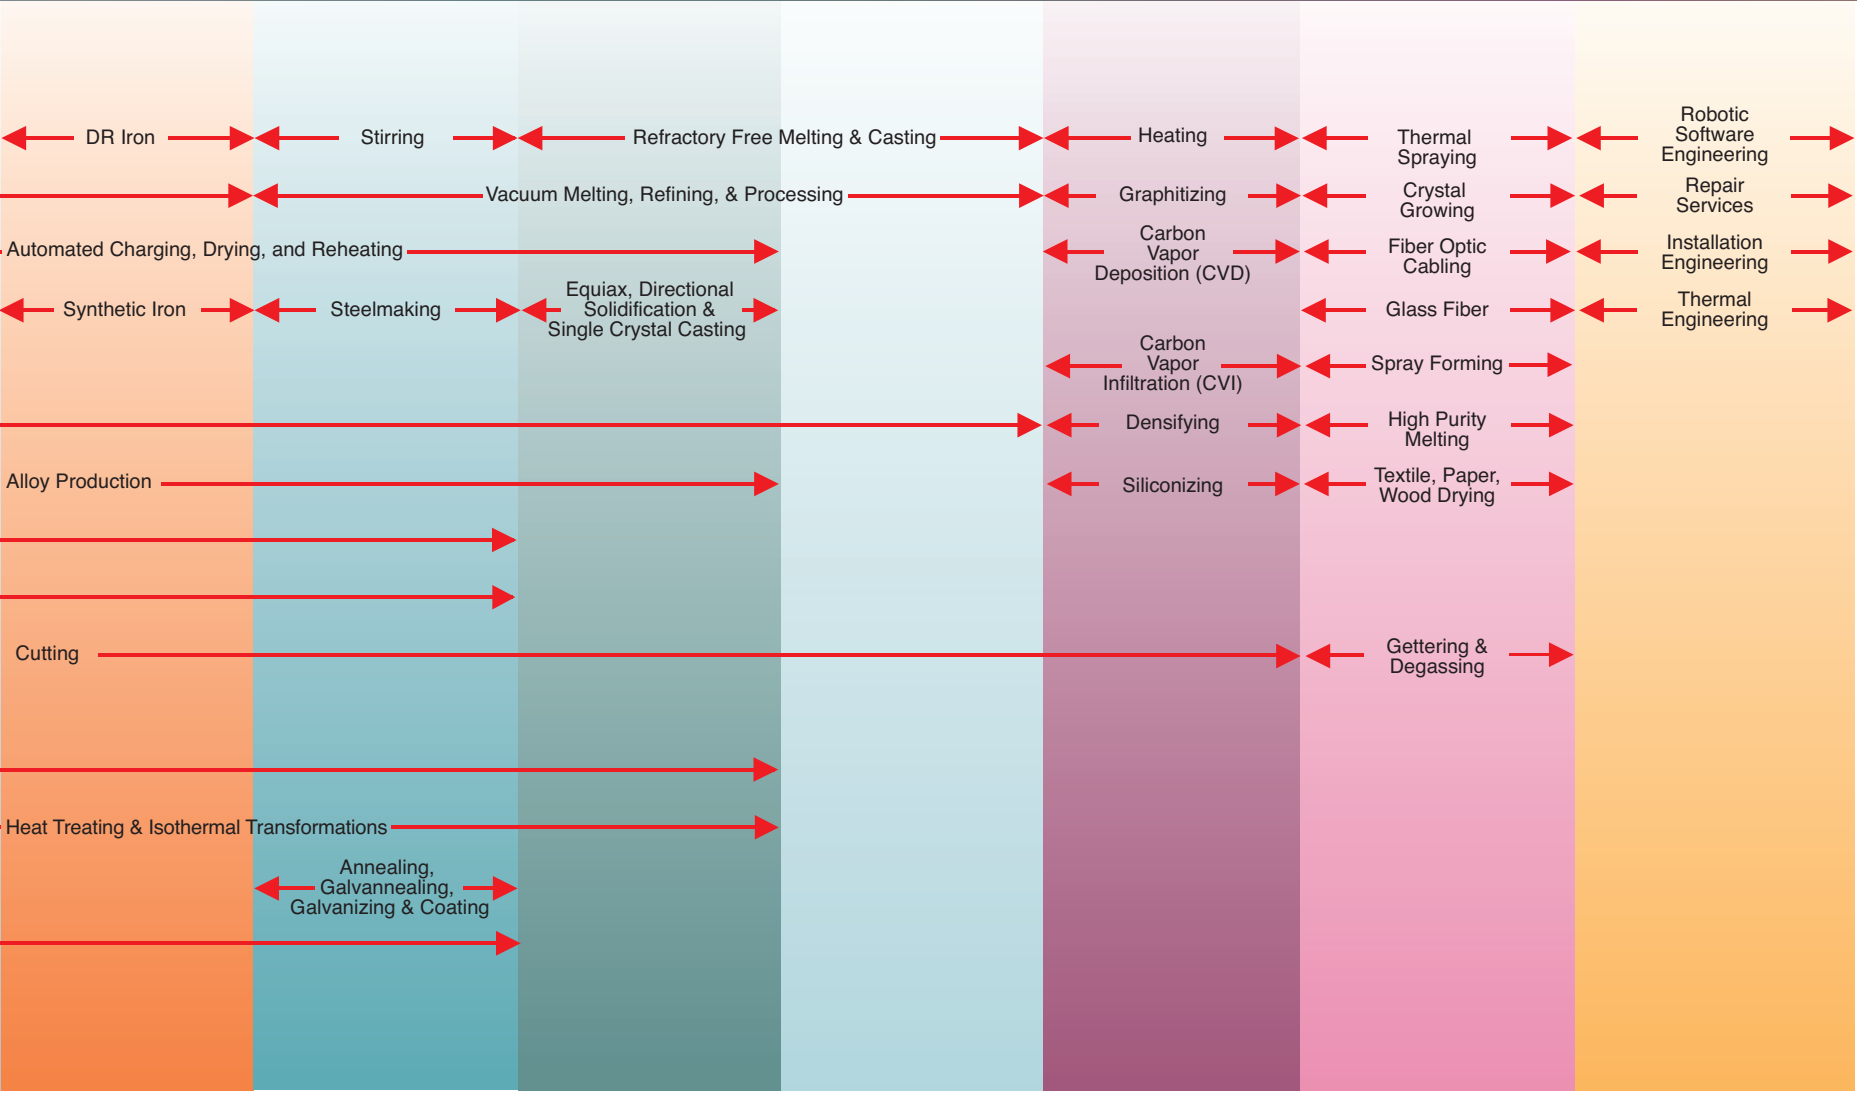 DR Iron
Stirring
Refractory Free Melting & Casting
Heating
Thermal
Spraying
Robotic
Software
Engineering
Vacuum Melting, Refining, & Processing
Graphitizing
Crystal
Growing
Repair
Services
Automated Charging, Drying, and Reheating
Carbon
Vapor
Deposition (CVD)
Fiber Optic
Cabling
Installation
Engineering
Synthetic Iron
Steelmaking
Equiax, Directional
Solidification &
Single Crystal Casting
Glass Fiber
Thermal
Engineering
Carbon
Vapor
Infiltration (CVI)
Spray Forming
Densifying
High Purity
Melting
Alloy Production
Siliconizing
Textile, Paper,
Wood Drying
Cutting
Gettering &
Degassing
Heat Treating & Isothermal Transformations
Annealing,
Galvannealing,
Galvanizing & Coating